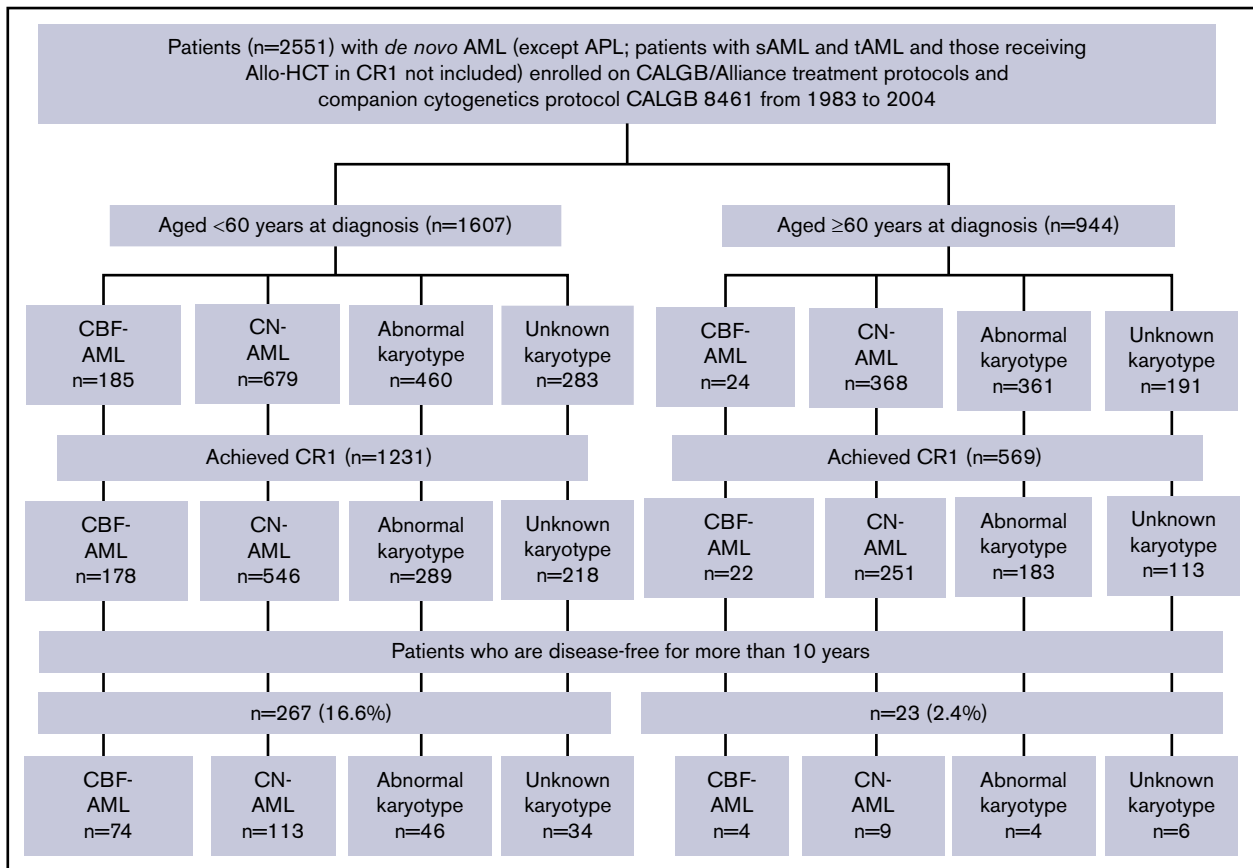 Patients (n=2551) with de novo AML (except APL; patients with sAML and tAML and those receiving
Allo-HCT in CR1 not included) enrolled on CALGB/Alliance treatment protocols and
companion cytogenetics protocol CALGB 8461 from 1983 to 2004
Aged <60 years at diagnosis (n=1607)
Aged ≥60 years at diagnosis (n=944)
CBF-
AML
n=185
CN-
AML
n=679
Abnormal
karyotype
n=460
Unknown
karyotype
n=283
CBF-
AML
n=24
CN-
AML
n=368
Abnormal
karyotype
n=361
Unknown
karyotype
n=191
Achieved CR1 (n=1231)
Achieved CR1 (n=569)
CBF-
AML
n=178
CN-
AML
n=546
Abnormal
karyotype
n=289
Unknown
karyotype
n=218
CBF-
AML
n=22
CN-
AML
n=251
Abnormal
karyotype
n=183
Unknown
karyotype
n=113
Patients who are disease-free for more than 10 years
n=267 (16.6%)
n=23 (2.4%)
CBF-
AML
n=74
CN-
AML
n=113
Abnormal
karyotype
n=46
Unknown
karyotype
n=34
CBF-
AML
n=4
CN-
AML
n=9
Abnormal
karyotype
n=4
Unknown
karyotype
n=6